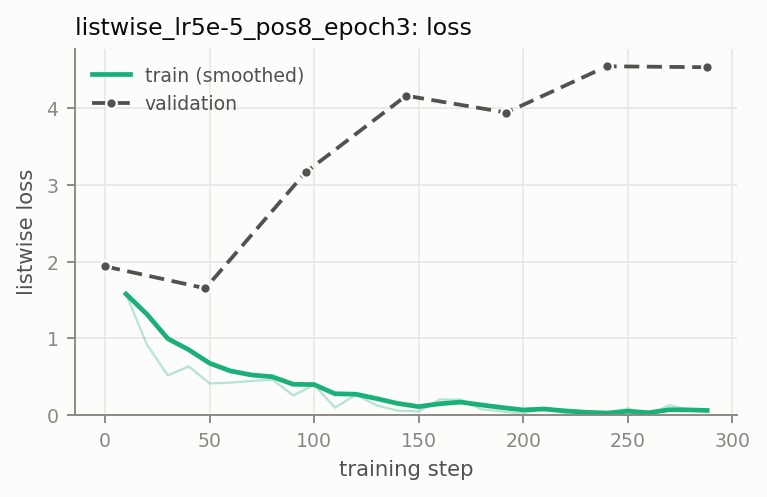 listwise_lr5e-5_pos8_epoch3: loss
train (smoothed)
validation
listwise loss
4
3
2
1
0
0 50 100 150 200 250 300
training step